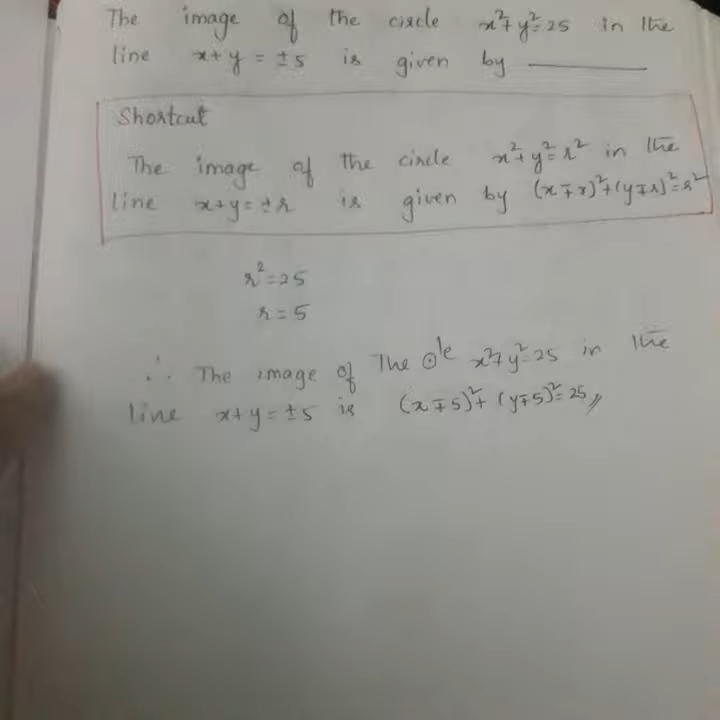 The image of the circle x²+y²=25 in the
line x+y = ±5 is given by ________
Shortcut
The image of the circle x²+y²=r² in the
line x+y=±r is given by (x∓r)²+(y∓r)²=r²
r²=25
r=5
∴ The image of The ⊙le x²+y²=25 in the
line x+y=±5 is (x∓5)²+(y∓5)²=25//